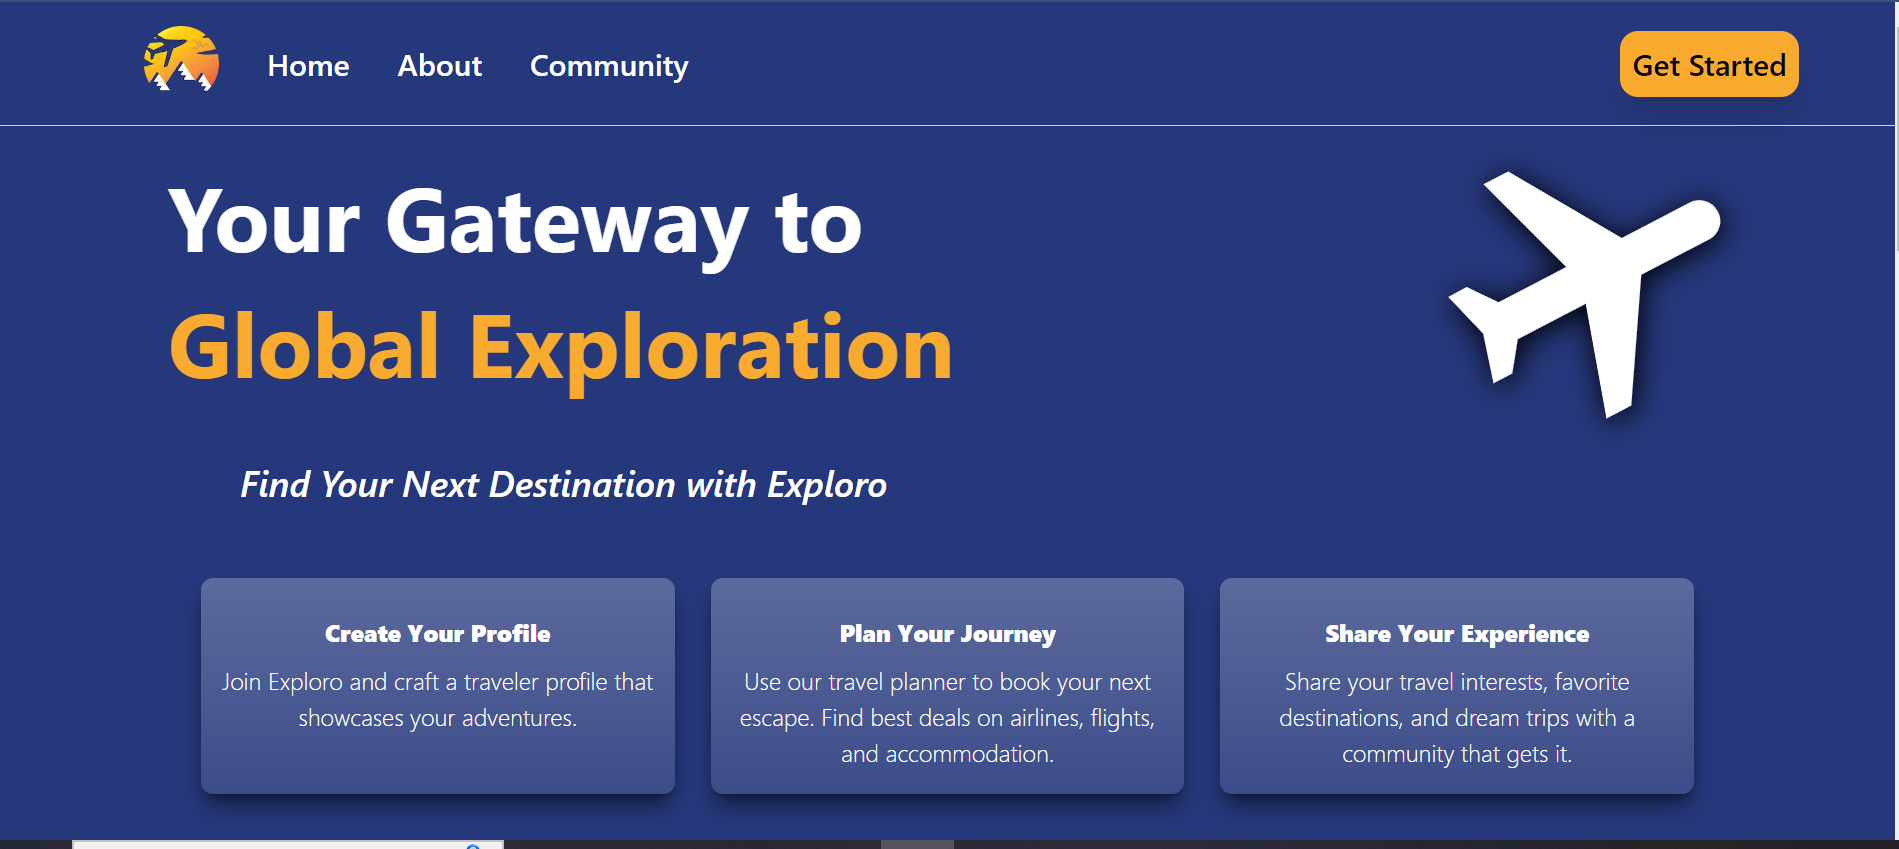 Home
About
Community
Get Started
Your Gateway to
Global Exploration
Find Your Next Destination with Exploro
Create Your Profile
Join Exploro and craft a traveler profile that
showcases your adventures.
Plan Your Journey
Use our travel planner to book your next
escape. Find best deals on airlines, flights,
and accommodation.
Share Your Experience
Share your travel interests, favorite
destinations, and dream trips with a
community that gets it.